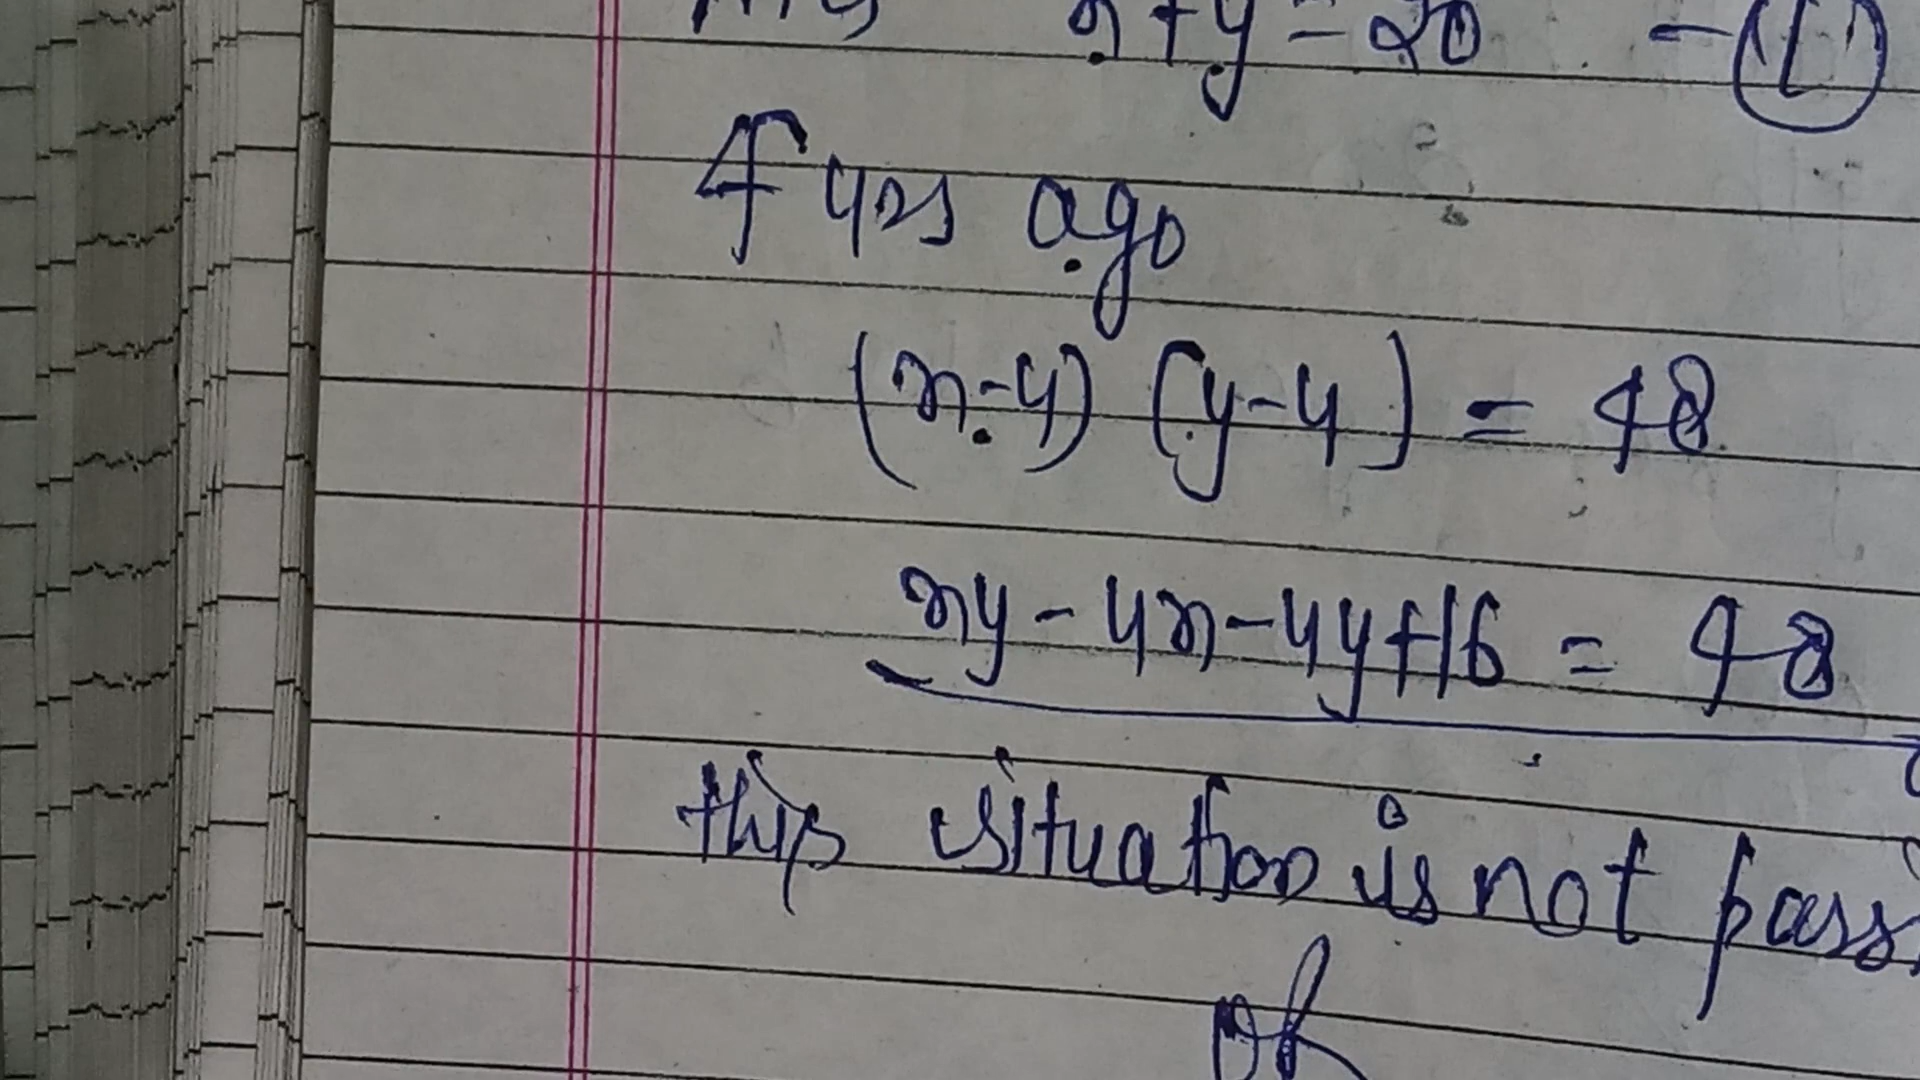 x+y=20 -①
4 yrs ago
(x-4) (y-4) = 48
xy - 4x - 4y + 16 = 48
this situation is not poss